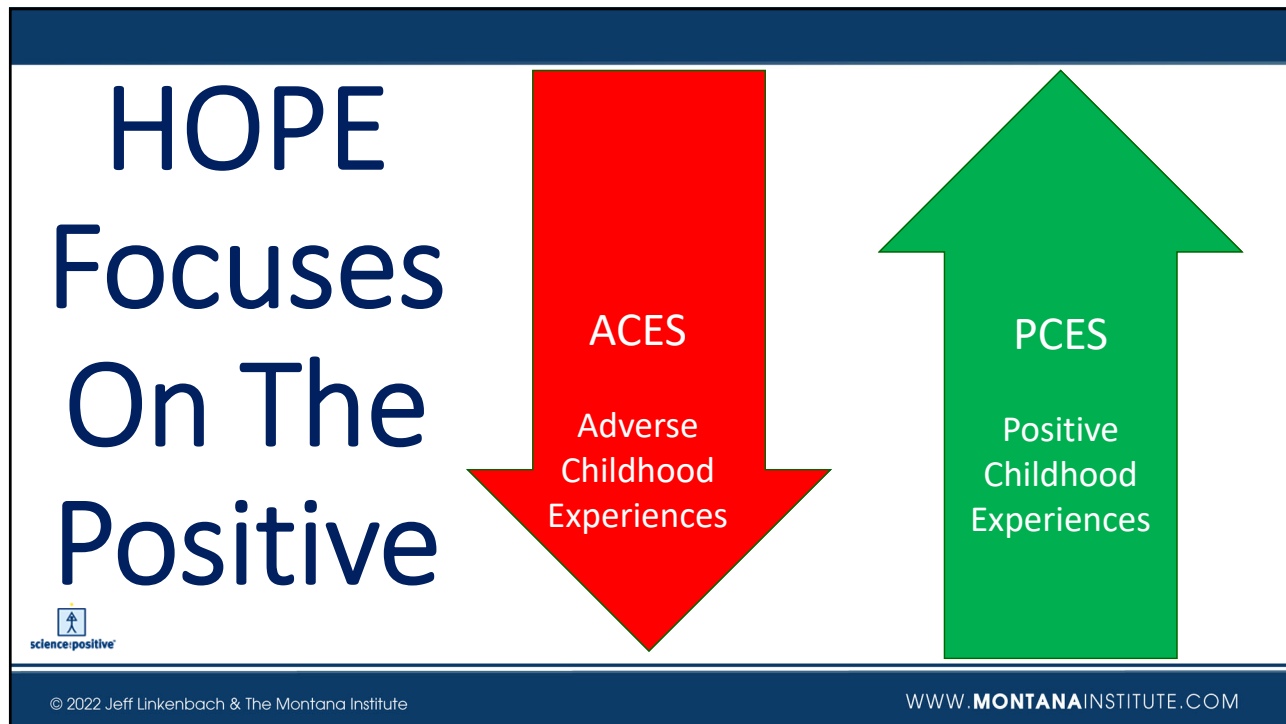 HOPE
Focuses
On The
Positive
ACES
Adverse
Childhood
Experiences
PCES
Positive
Childhood
Experiences
science:positive®
© 2022 Jeff Linkenbach & The Montana Institute
WWW.MONTANAINSTITUTE.COM